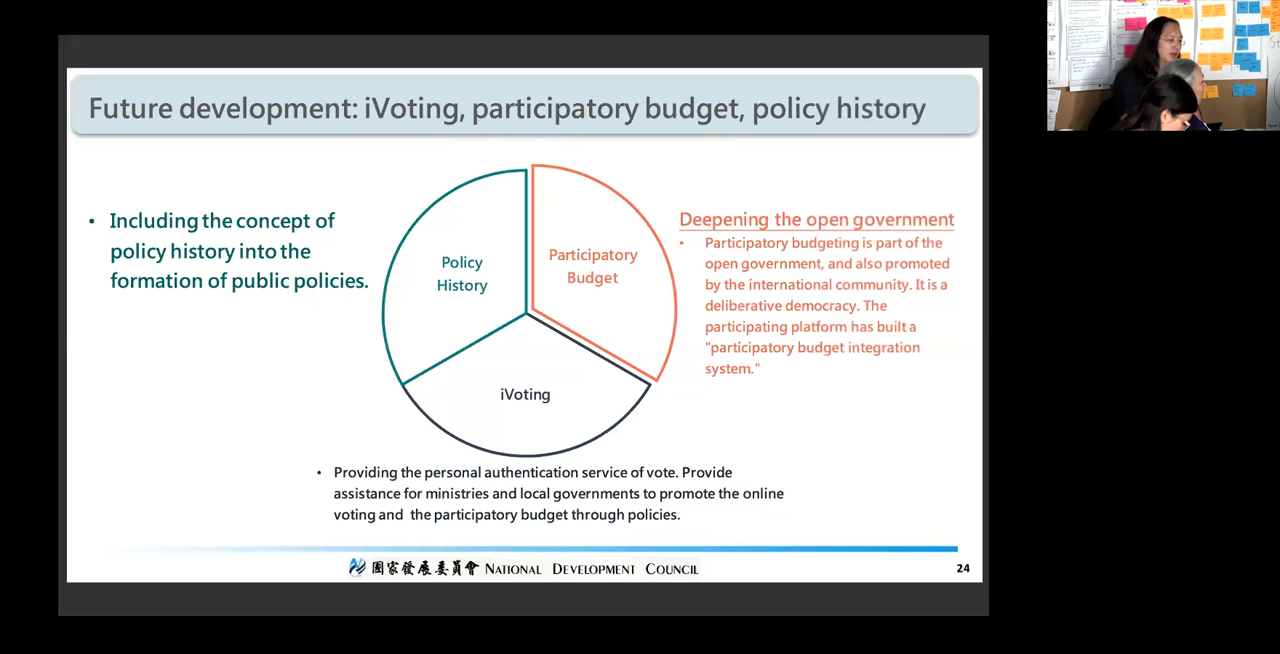 Future development: iVoting, participatory budget, policy history
• Including the concept of
policy history into the
formation of public policies.
Policy
History
Participatory
Budget
iVoting
Deepening the open government
• Participatory budgeting is part of the
open government, and also promoted
by the international community. It is a
deliberative democracy. The
participating platform has built a
"participatory budget integration
system."
• Providing the personal authentication service of vote. Provide
assistance for ministries and local governments to promote the online
voting and the participatory budget through policies.
國家發展委員會 NATIONAL DEVELOPMENT COUNCIL
24